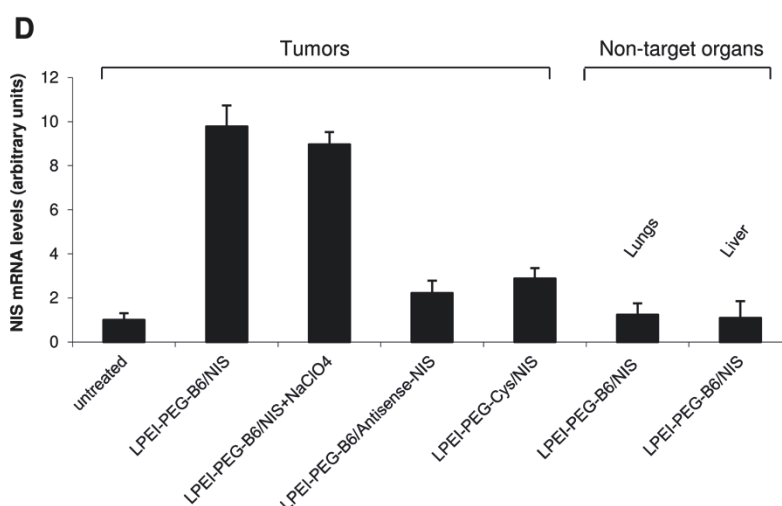 D
Tumors
Non-target organs
NIS mRNA levels (arbitrary units)
12
10
8
6
4
2
0
Lungs
Liver
untreated
LPEI-PEG-B6/NIS
LPEI-PEG-B6/NIS+NaClO4
LPEI-PEG-B6/Antisense-NIS
LPEI-PEG-Cys/NIS
LPEI-PEG-B6/NIS
LPEI-PEG-B6/NIS